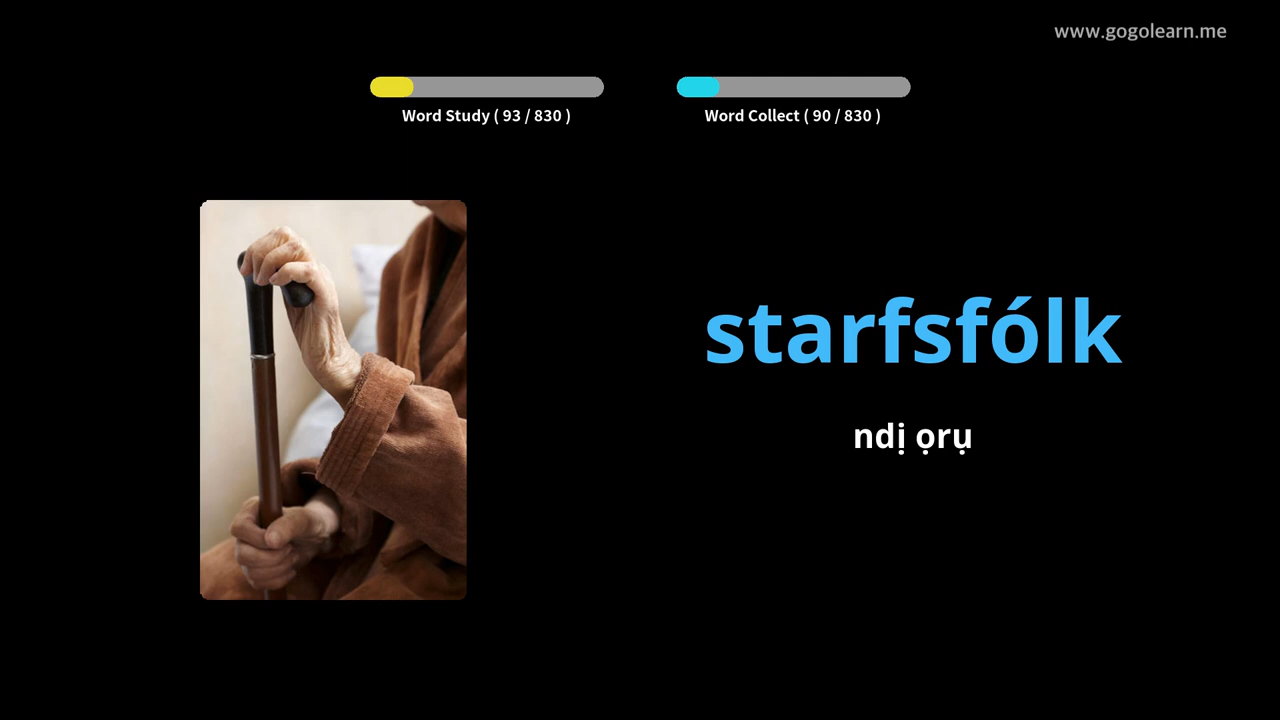 www.gogolearn.me
Word Study ( 93 / 830 )
Word Collect ( 90 / 830 )
starfsfólk
ndị ọrụ